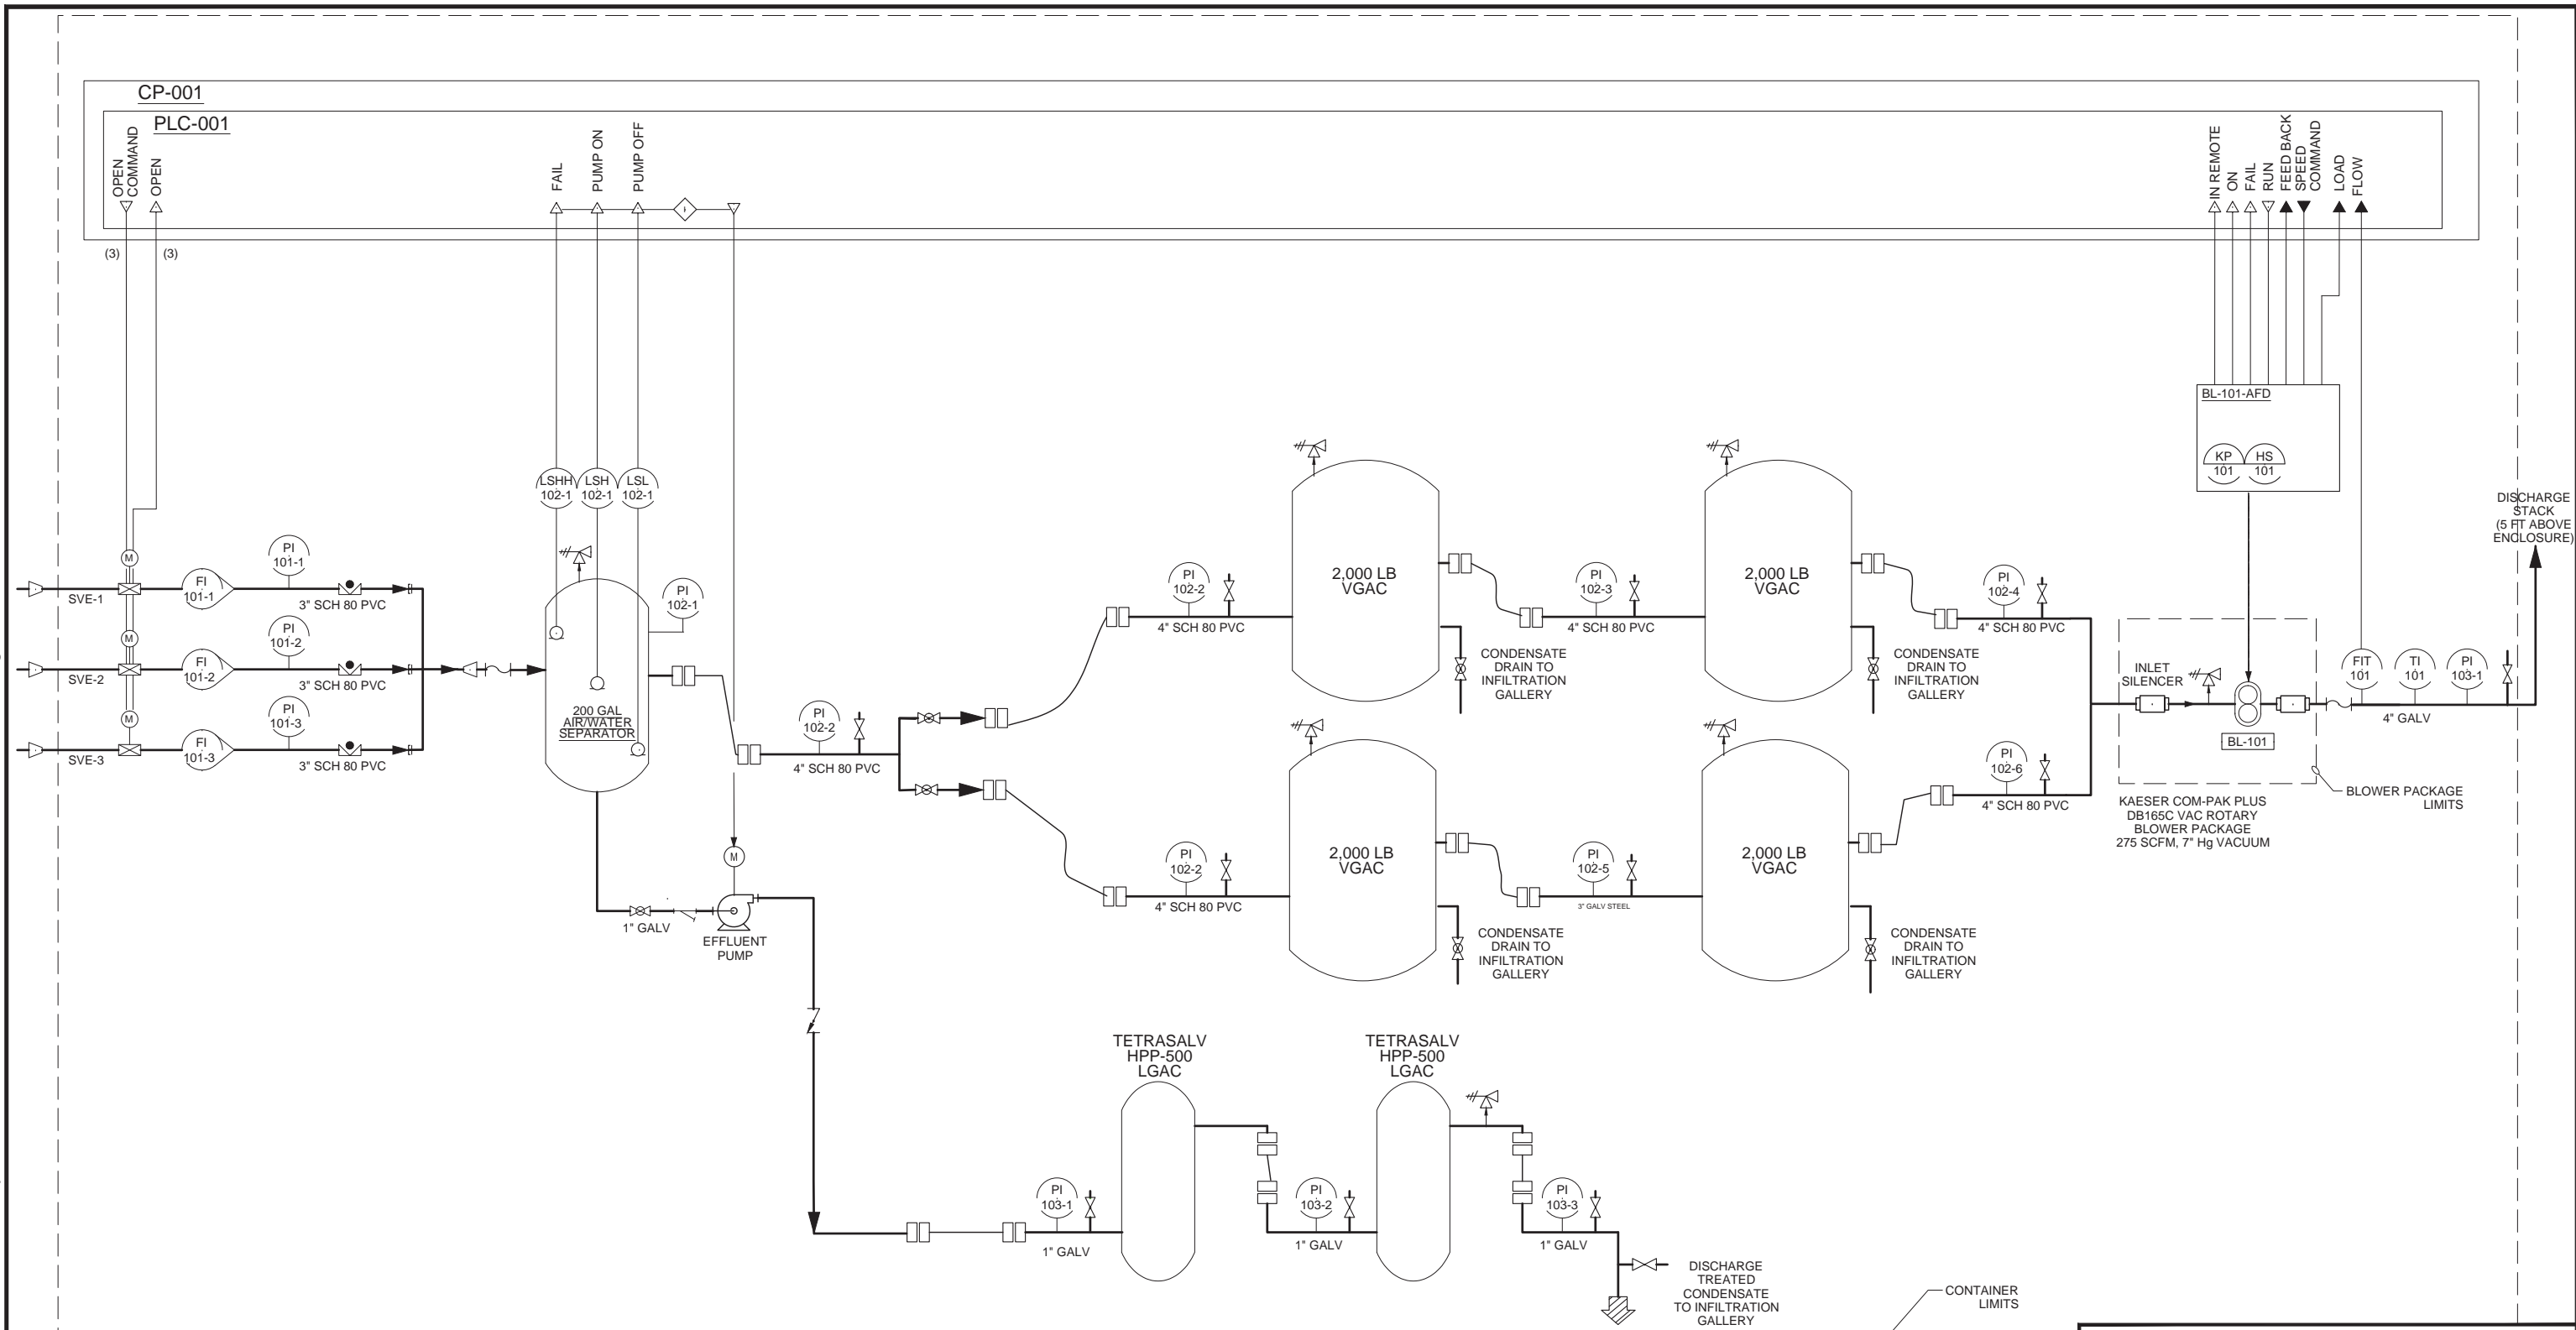 CP-001
PLC-001
OPEN
COMMAND
OPEN
FAIL
PUMP ON
PUMP OFF
IN REMOTE
ON
FAIL
RUN
FEED BACK
SPEED
COMMAND
LOAD
FLOW
(3)
(3)
BL-101-AFD
KP
101
HS
101
LSHH
102-1
LSH
102-1
LSL
102-1
DISCHARGE
STACK
(5 FT ABOVE
ENCLOSURE)
M
SVE-1
FI
101-1
PI
101-1
3" SCH 80 PVC
M
SVE-2
FI
101-2
PI
101-2
3" SCH 80 PVC
M
SVE-3
FI
101-3
PI
101-3
3" SCH 80 PVC
PI
102-1
200 GAL
AIR/WATER
SEPARATOR
PI
102-2
4" SCH 80 PVC
PI
102-2
4" SCH 80 PVC
2,000 LB
VGAC
CONDENSATE
DRAIN TO
INFILTRATION
GALLERY
PI
102-3
4" SCH 80 PVC
2,000 LB
VGAC
CONDENSATE
DRAIN TO
INFILTRATION
GALLERY
PI
102-4
4" SCH 80 PVC
PI
102-2
4" SCH 80 PVC
2,000 LB
VGAC
CONDENSATE
DRAIN TO
INFILTRATION
GALLERY
PI
102-5
3" GALV STEEL
2,000 LB
VGAC
CONDENSATE
DRAIN TO
INFILTRATION
GALLERY
PI
102-6
4" SCH 80 PVC
INLET
SILENCER
BL-101
FIT
101
TI
101
PI
103-1
4" GALV
BLOWER PACKAGE
LIMITS
KAESER COM-PAK PLUS
DB165C VAC ROTARY
BLOWER PACKAGE
275 SCFM, 7" Hg VACUUM
M
1" GALV
EFFLUENT
PUMP
TETRASALV
HPP-500
LGAC
TETRASALV
HPP-500
LGAC
PI
103-1
1" GALV
PI
103-2
1" GALV
PI
103-3
1" GALV
DISCHARGE
TREATED
CONDENSATE
TO INFILTRATION
GALLERY
CONTAINER
LIMITS